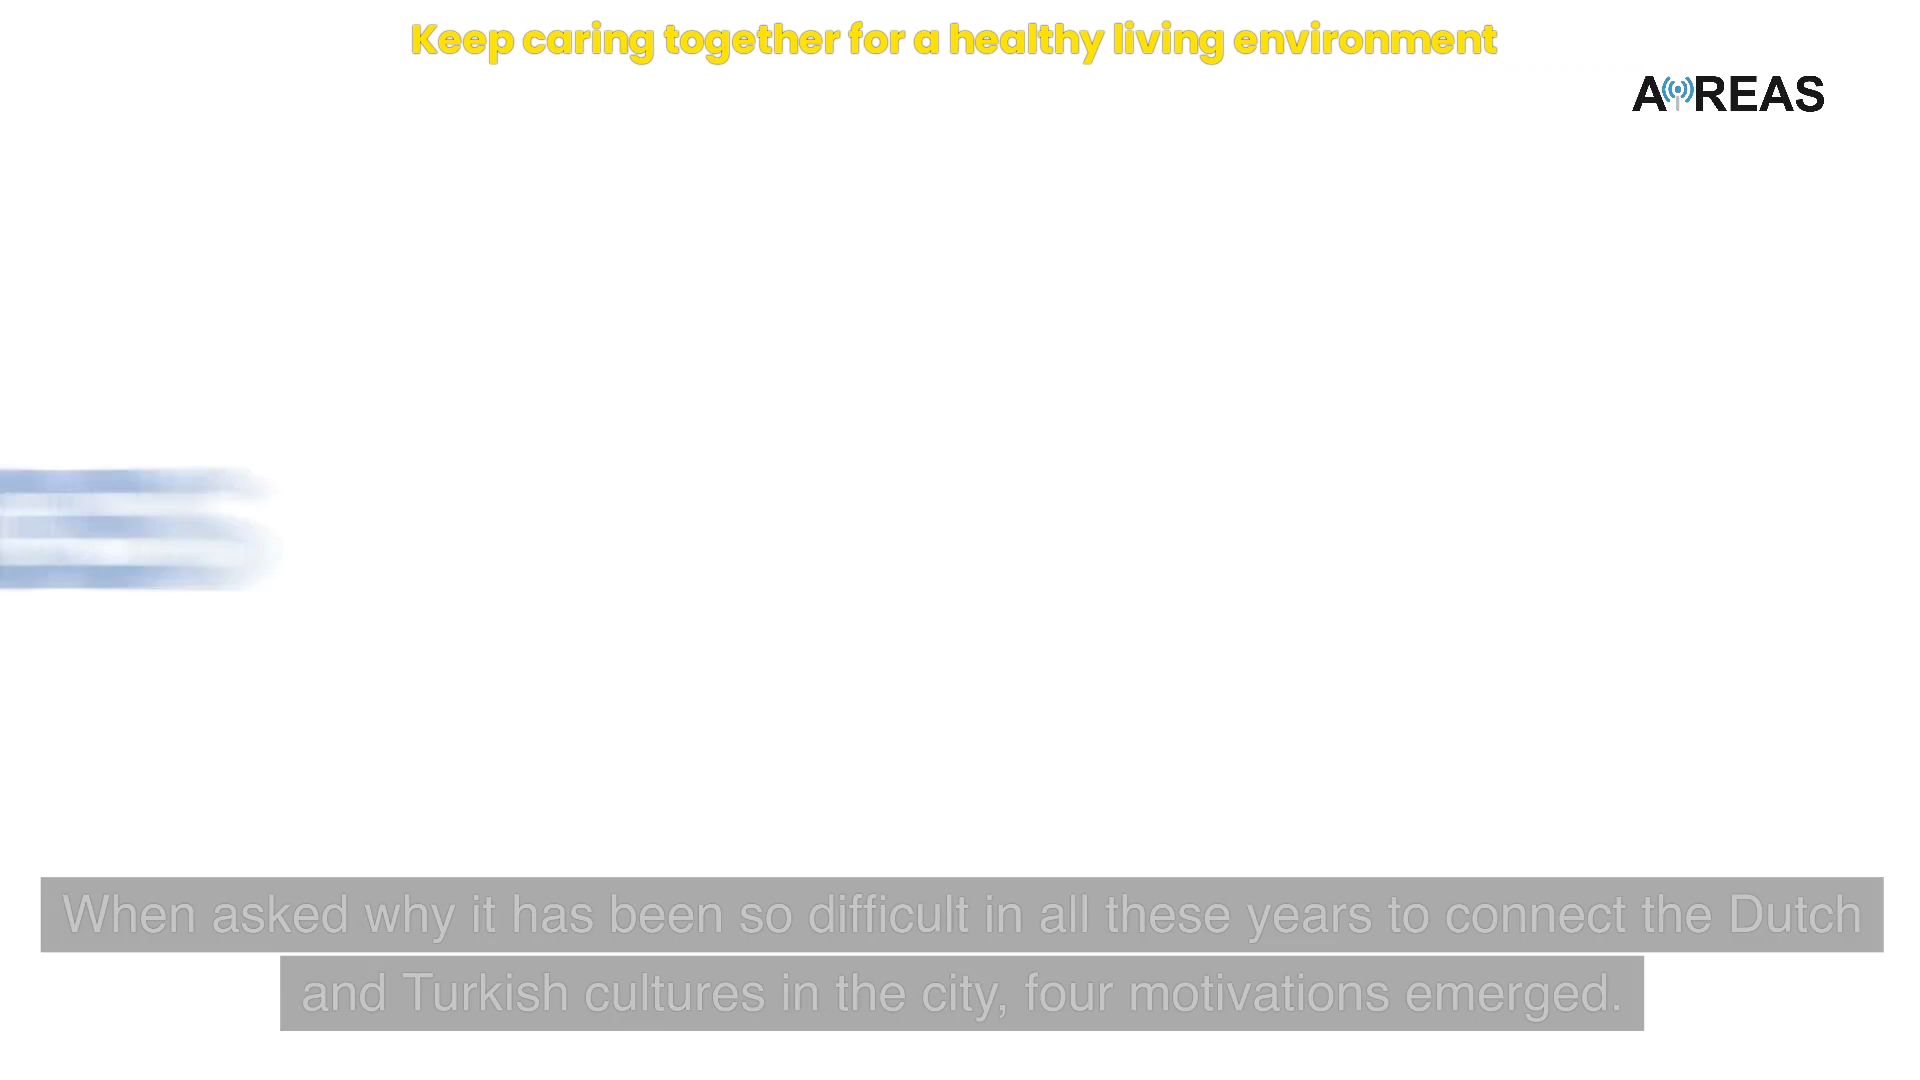 Keep caring together for a healthy living environment
AiREAS
When asked why it has been so difficult in all these years to connect the Dutch
and Turkish cultures in the city, four motivations emerged.